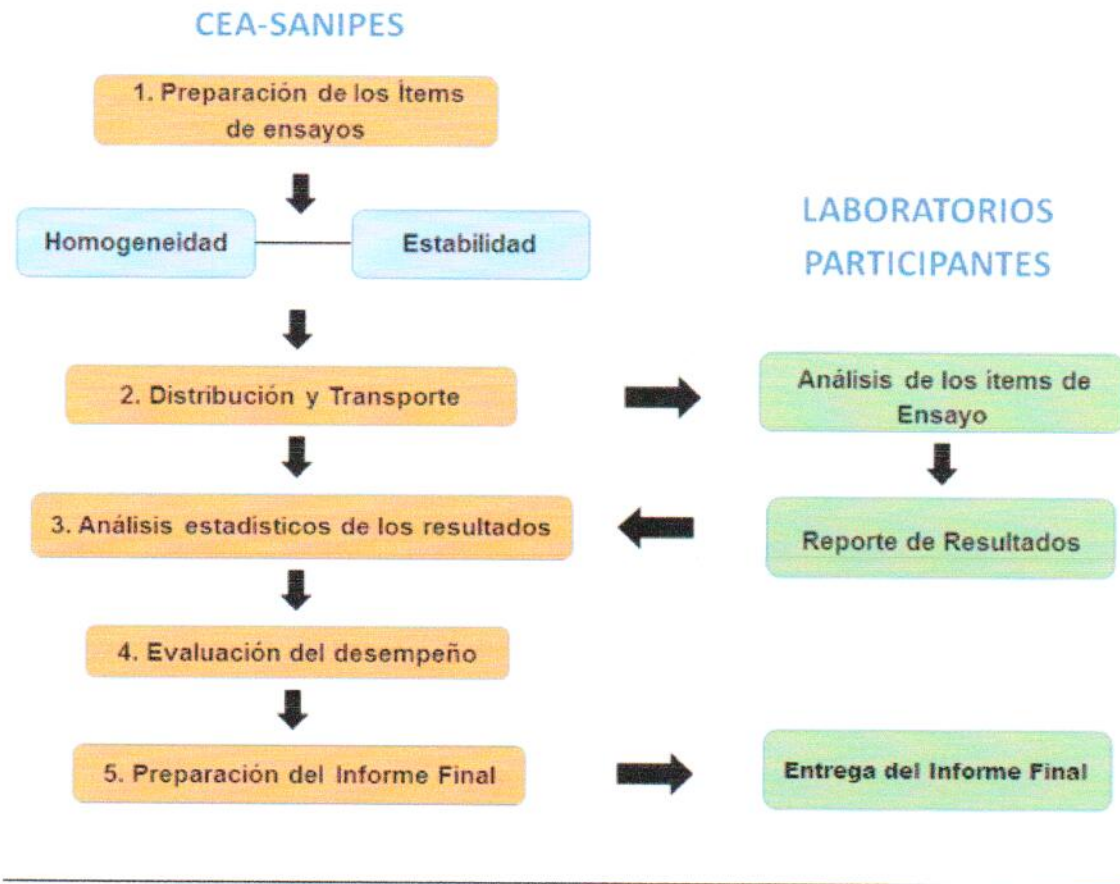 CEA-SANIPES
1. Preparación de los Ítems
de ensayos
Homogeneidad
Estabilidad
LABORATORIOS
PARTICIPANTES
2. Distribución y Transporte
Análisis de los ítems de
Ensayo
3. Análisis estadísticos de los resultados
Reporte de Resultados
4. Evaluación del desempeño
5. Preparación del Informe Final
Entrega del Informe Final